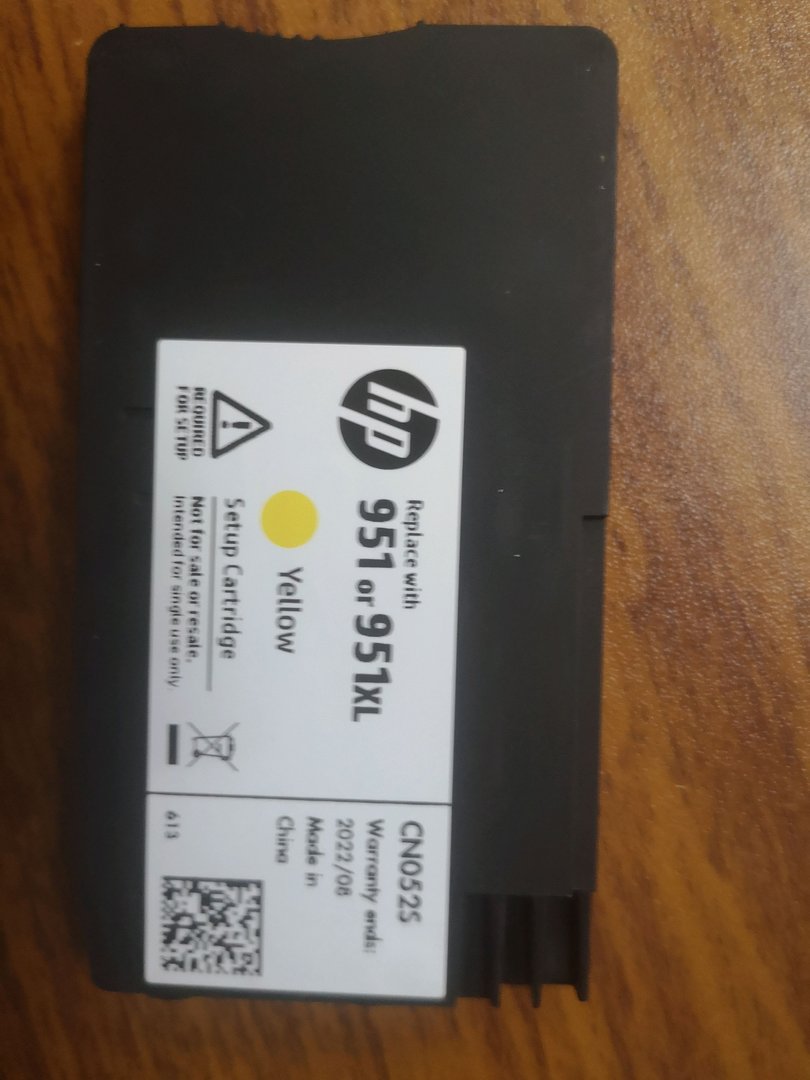 hp
Replace with
951 or 951XL
Yellow
Setup Cartridge
Not for sale or resale.
Intended for single use only.
REQUIRED
FOR SETUP
CN052S
Warranty ends:
2022/08
Made in
China
613